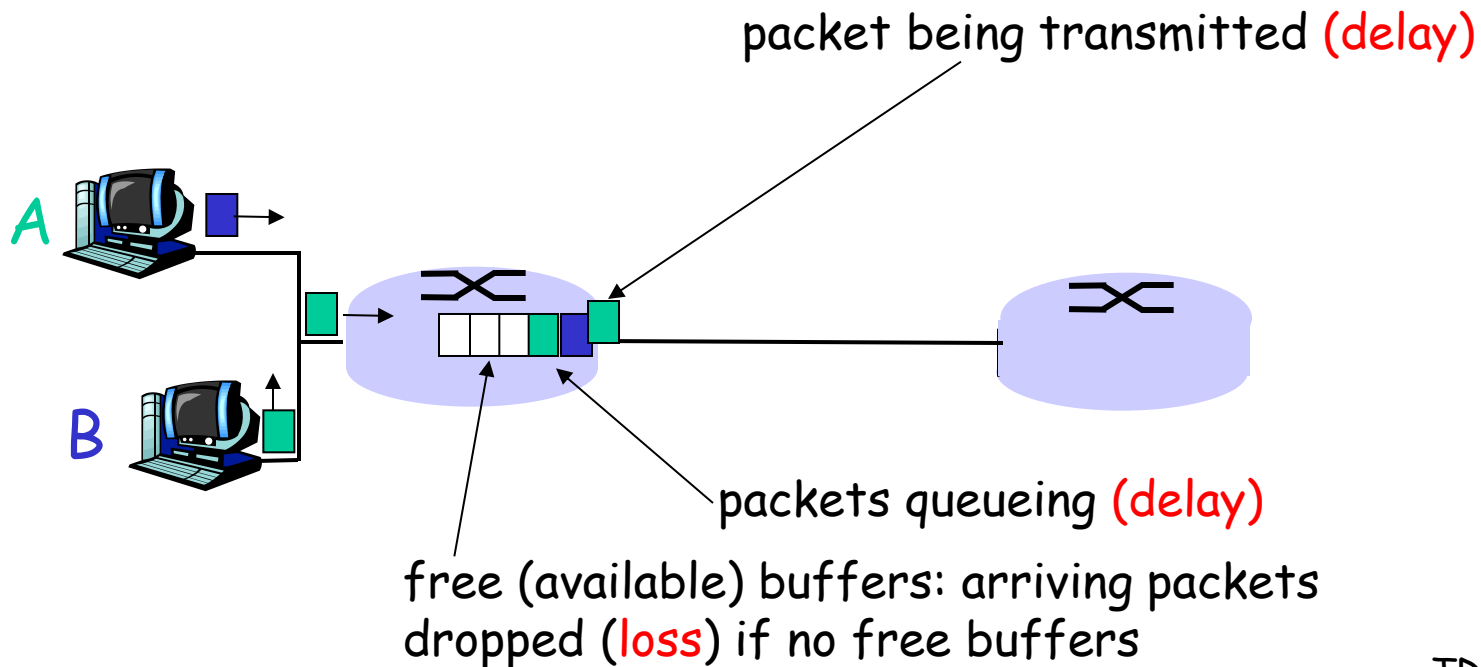 packet being transmitted (delay)
A
B
packets queueing (delay)
free (available) buffers: arriving packets
dropped (loss) if no free buffers